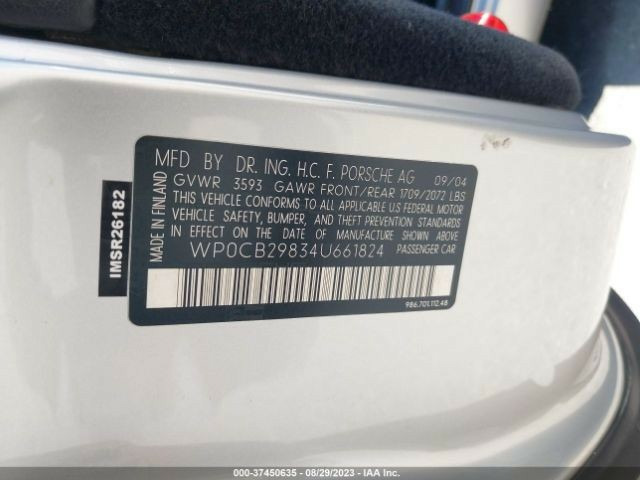 MFD BY DR. ING. H.C. F. PORSCHE AG 09/04
GVWR 3593 GAWR FRONT/REAR 1709/2072 LBS
THIS VEHICLE CONFORMS TO ALL APPLICABLE US FEDERAL MOTOR
VEHICLE SAFETY, BUMPER, AND THEFT PREVENTION STANDARDS
IN EFFECT ON THE DATE OF MANUFACTURE SHOWN ABOVE.
WP0CB29834U661824 PASSENGER CAR
986.701.112.48
MADE IN FINLAND
IMSR26182
000-37450635 - 08/29/2023 - IAA Inc.